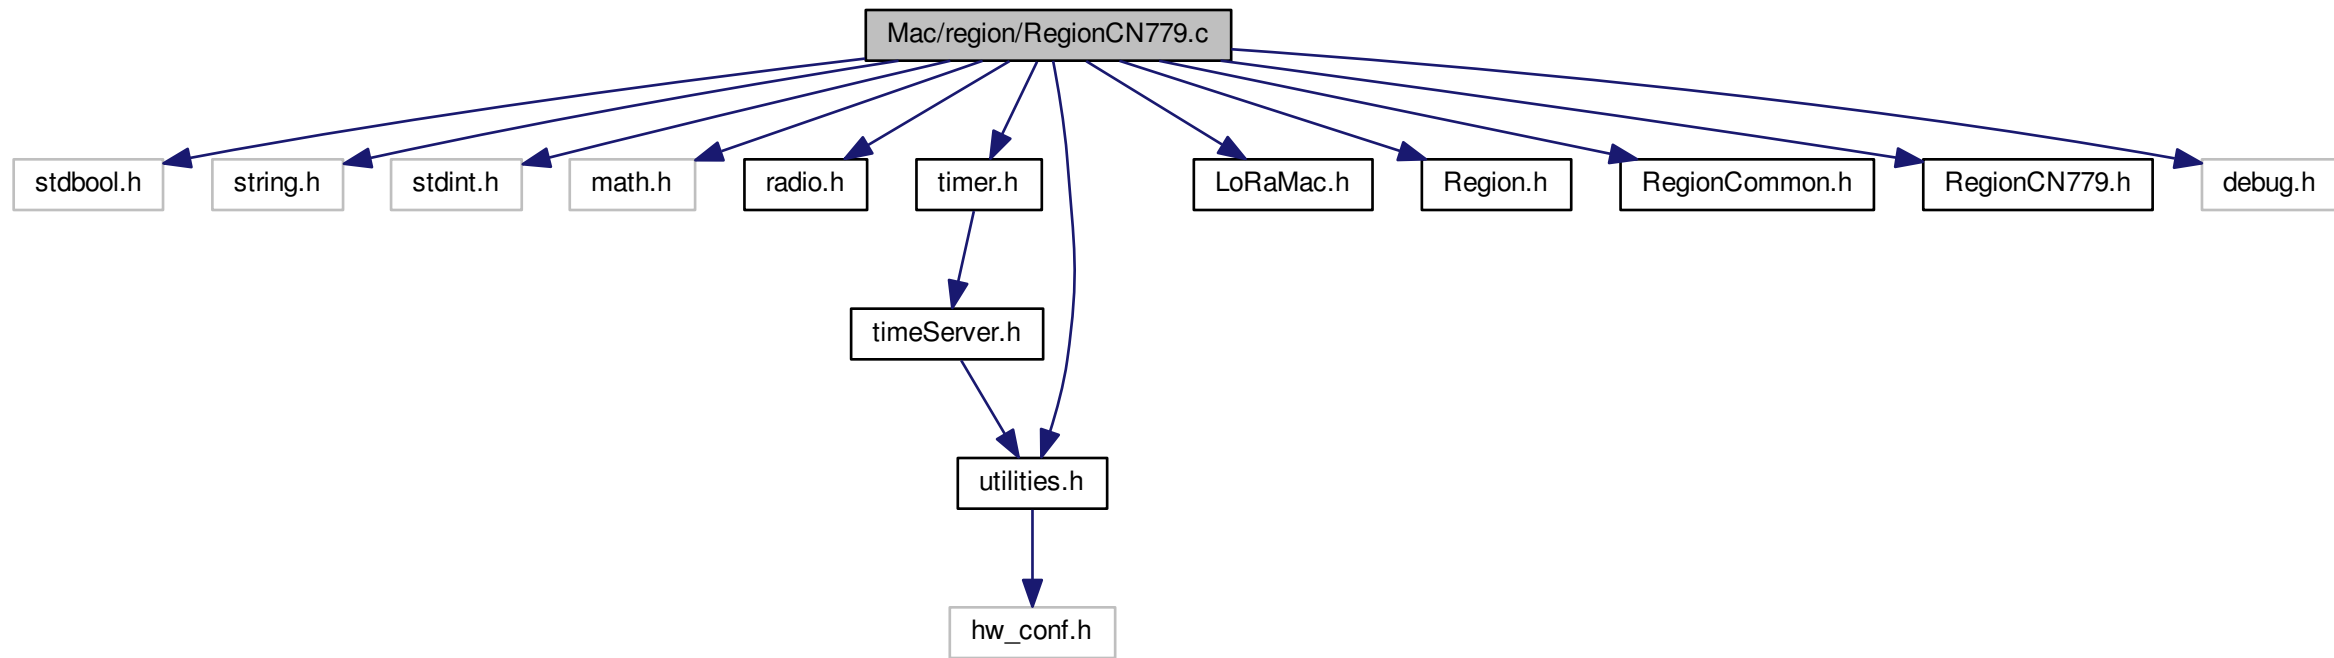 Mac/region/RegionCN779.c
stdbool.h
string.h
stdint.h
math.h
radio.h
timer.h
LoRaMac.h
Region.h
RegionCommon.h
RegionCN779.h
debug.h
timeServer.h
utilities.h
hw_conf.h